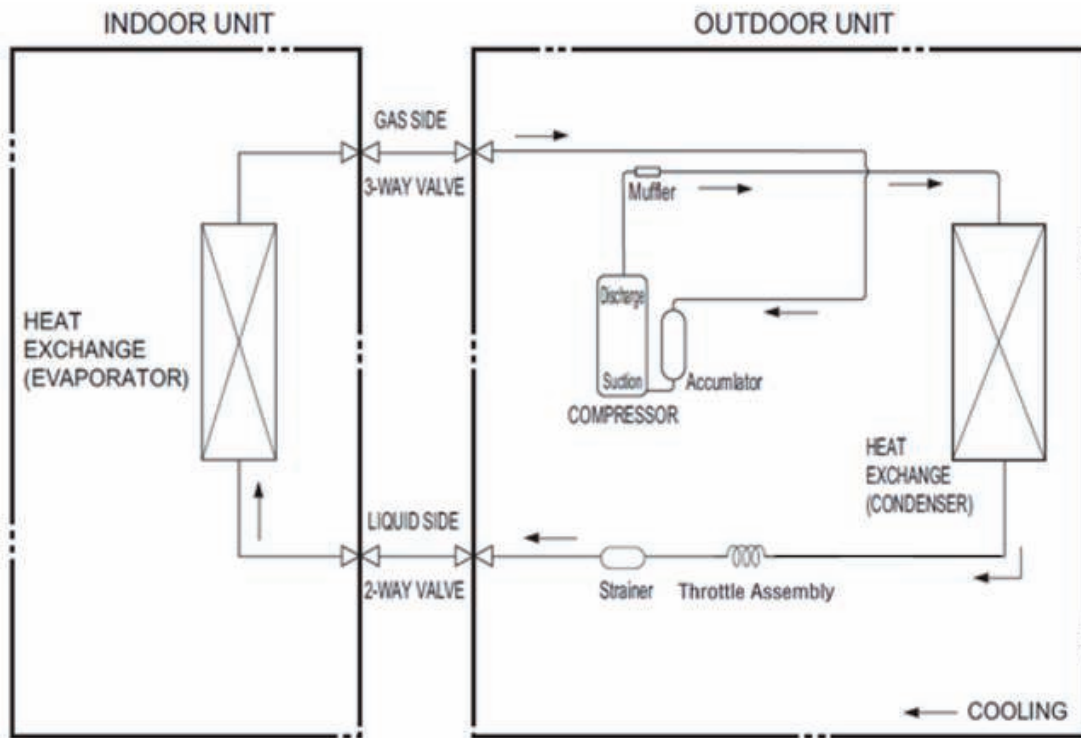 INDOOR UNIT
OUTDOOR UNIT
GAS SIDE
3-WAY VALVE
Muffler
HEAT
EXCHANGE
(EVAPORATOR)
Discharge
Suction
COMPRESSOR
Accumlator
HEAT
EXCHANGE
(CONDENSER)
LIQUID SIDE
2-WAY VALVE
Strainer
Throttle Assembly
COOLING